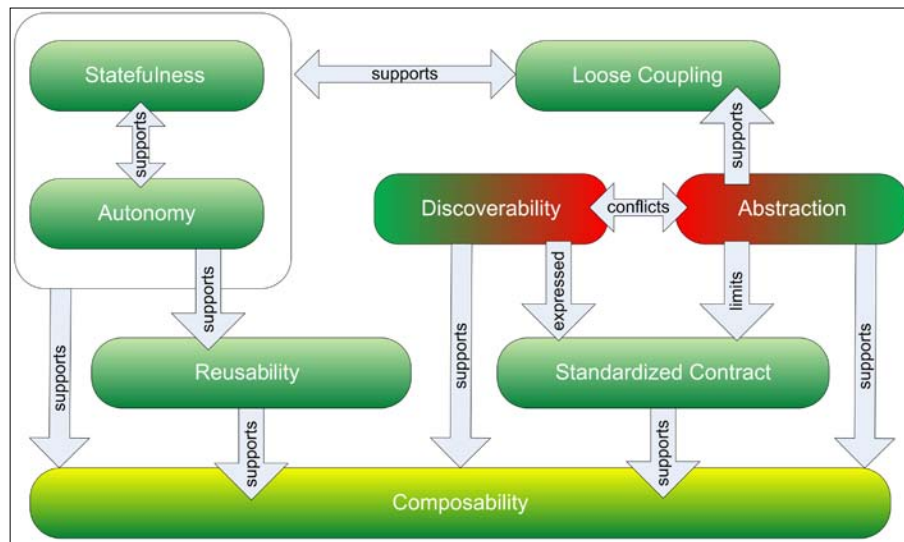 Statefulness
supports
Loose Coupling
supports
supports
Autonomy
Discoverability
conflicts
Abstraction
supports
expressed
limits
supports
Reusability
supports
Standardized Contract
supports
supports
supports
Composability